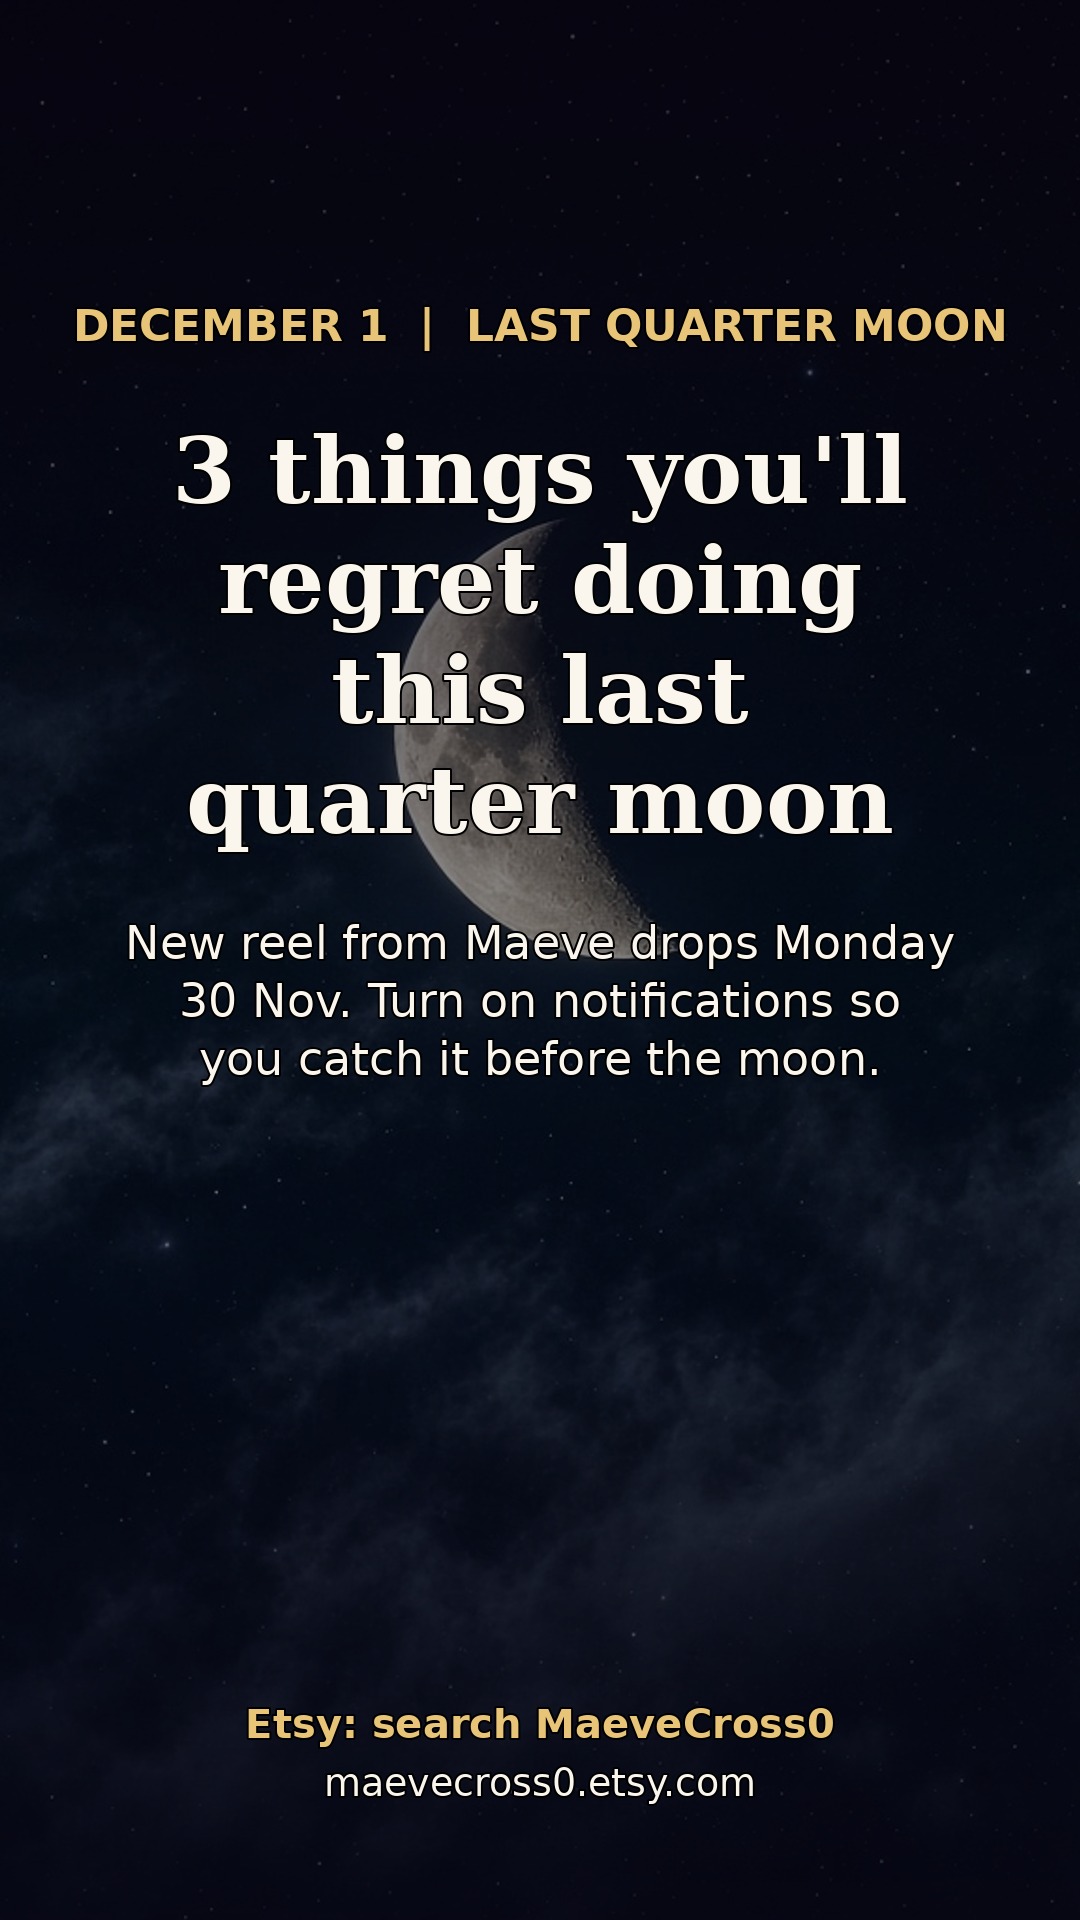 DECEMBER 1 | LAST QUARTER MOON
3 things you'll
regret doing
this last
quarter moon
New reel from Maeve drops Monday
30 Nov. Turn on notifications so
you catch it before the moon.
Etsy: search MaeveCross0
maevecross0.etsy.com